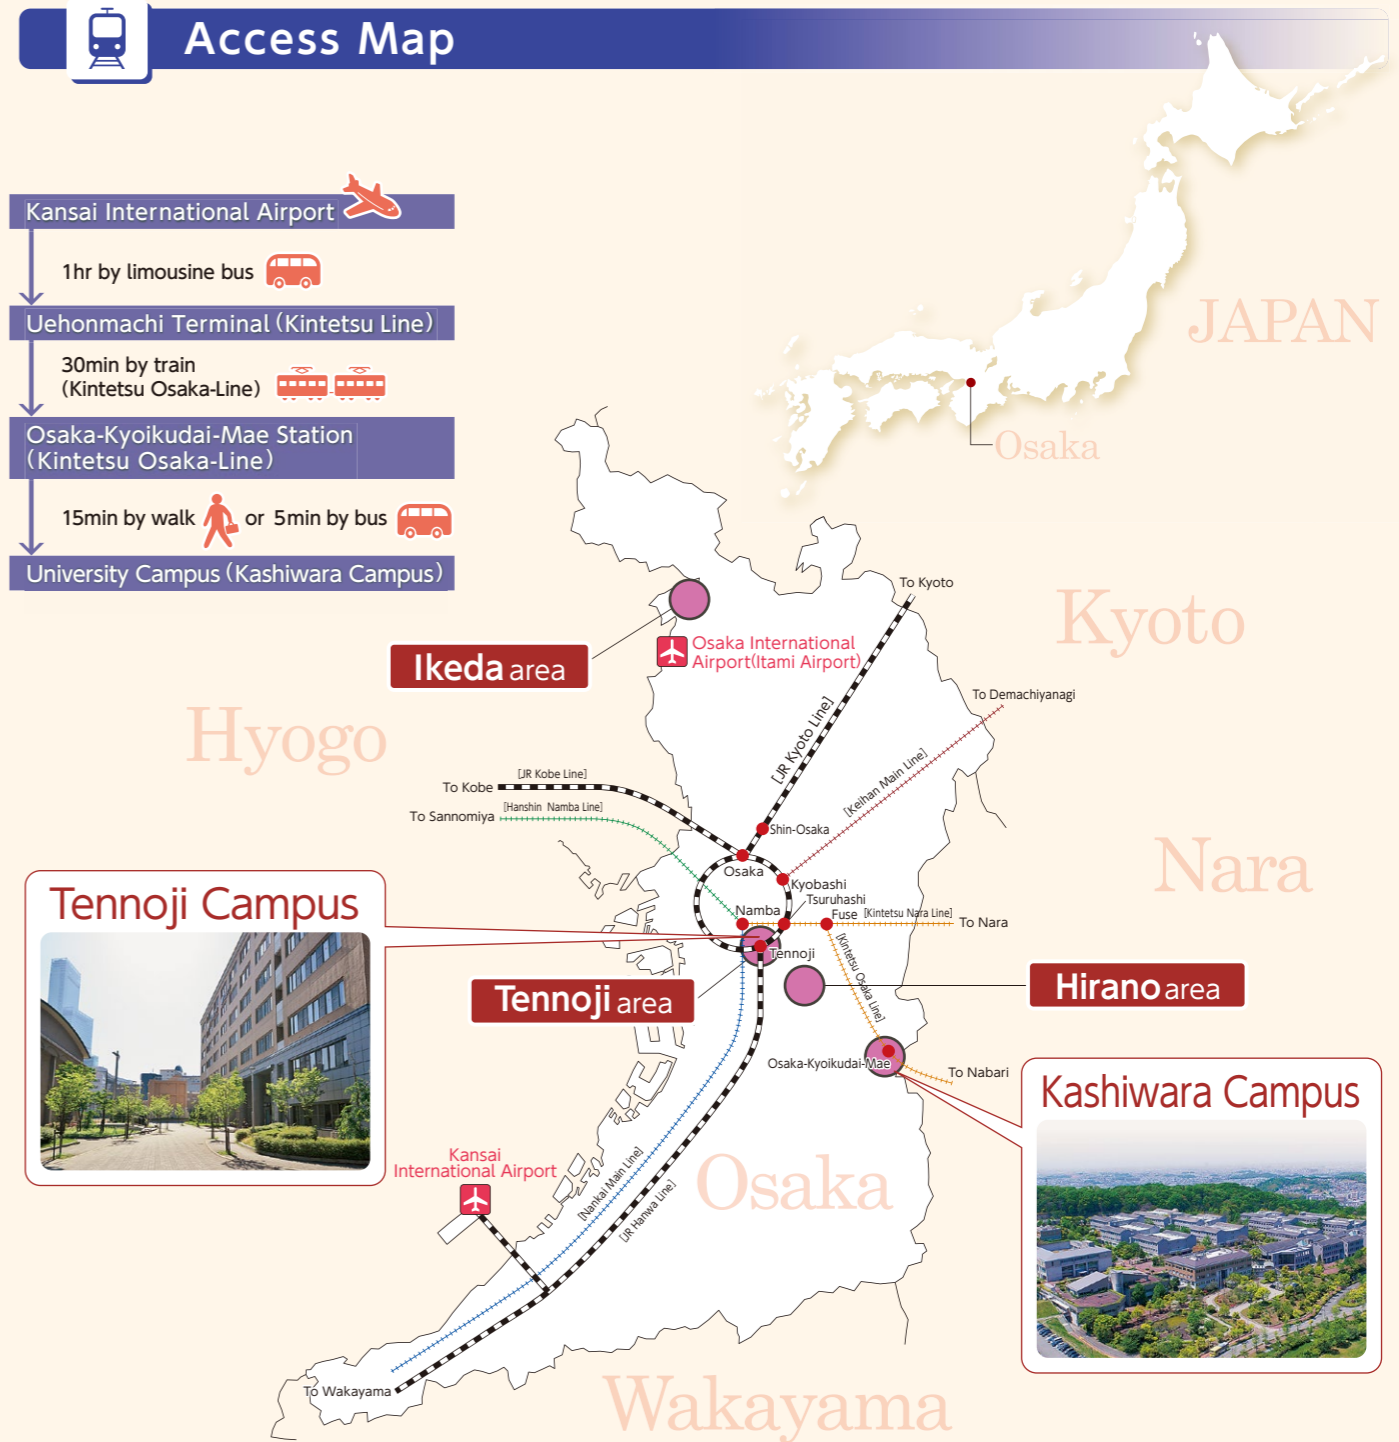 Access Map
Kansai International Airport
1hr by limousine bus
Uehonmachi Terminal (Kintetsu Line)
30min by train
(Kintetsu Osaka-Line)
Osaka-Kyoikudai-Mae Station
(Kintetsu Osaka-Line)
15min by walk or 5min by bus
University Campus (Kashiwara Campus)
JAPAN
Osaka
To Kyoto
Kyoto
Osaka International
Airport(Itami Airport)
Ikeda area
To Demachiyanagi
Hyogo
[JR Kyoto Line]
[Keihan Main Line]
[JR Kobe Line]
To Kobe
[Hanshin Namba Line]
To Sannomiya
Shin-Osaka
Nara
Osaka
Kyobashi
Tsuruhashi
Namba
Fuse
[Kintetsu Nara Line]
To Nara
Tennoji Campus
Tennoji
[Kintetsu Osaka Line]
Tennoji area
Hirano area
Osaka-Kyoikudai-Mae
To Nabari
Kashiwara Campus
Kansai
International Airport
[Nankai Main Line]
[JR Hanwa Line]
Osaka
To Wakayama
Wakayama